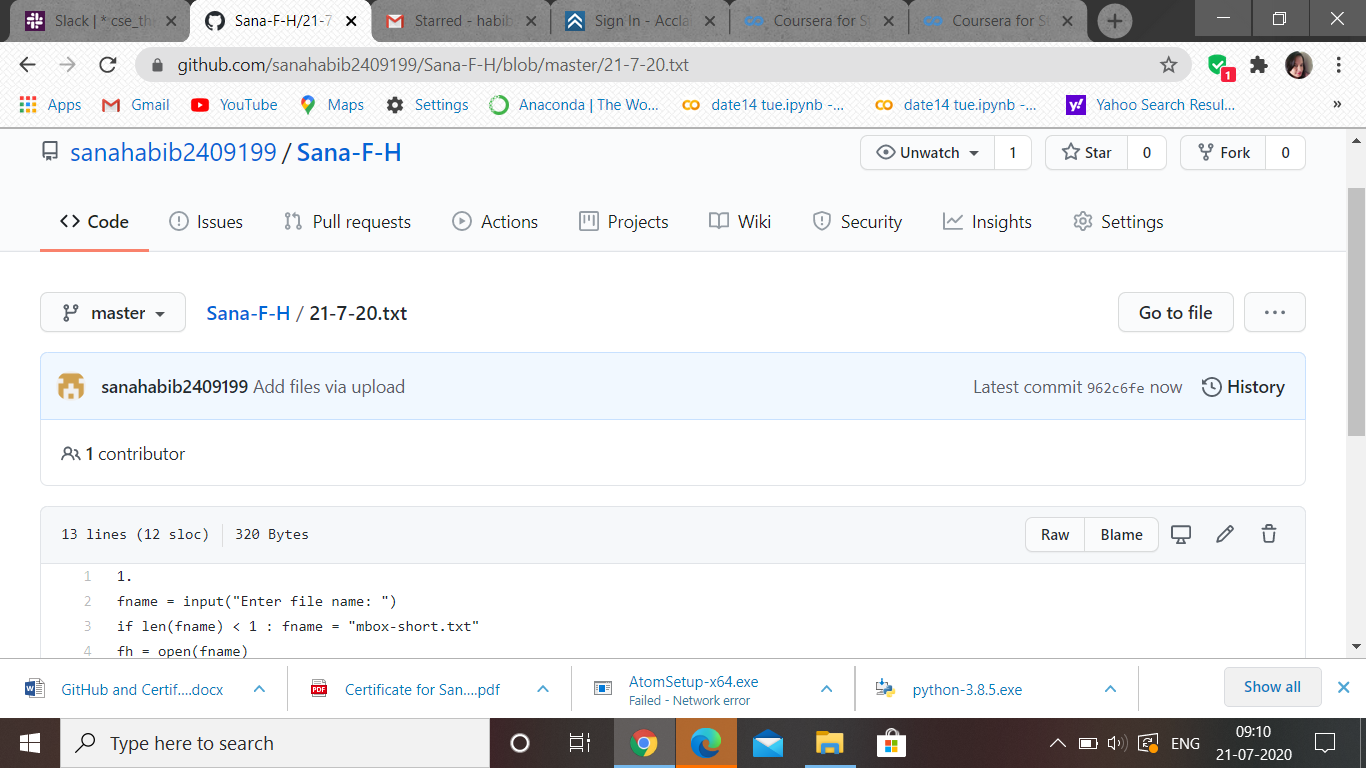 Slack | * cse_th
Sana-F-H/21-7
Starred - habib
Sign In - Accla
Coursera for S
Coursera for S
github.com/sanahabib2409199/Sana-F-H/blob/master/21-7-20.txt
1
Apps
Gmail
YouTube
Maps
Settings
Anaconda | The Wo...
date14 tue.ipynb -...
date14 tue.ipynb -...
Yahoo Search Resul...
»
sanahabib2409199 / Sana-F-H
Unwatch 1
Star 0
Fork 0
Code
Issues
Pull requests
Actions
Projects
Wiki
Security
Insights
Settings
master
Sana-F-H / 21-7-20.txt
Go to file
...
sanahabib2409199 Add files via upload
Latest commit 962c6fe now
History
1 contributor
13 lines (12 sloc)
320 Bytes
Raw
Blame
1 1.
2 fname = input("Enter file name: ")
3 if len(fname) < 1 : fname = "mbox-short.txt"
4 fh = open(fname)
GitHub and Certif....docx
PDF
Certificate for San....pdf
AtomSetup-x64.exe
Failed - Network error
python-3.8.5.exe
Show all
Type here to search
ENG
09:10
21-07-2020